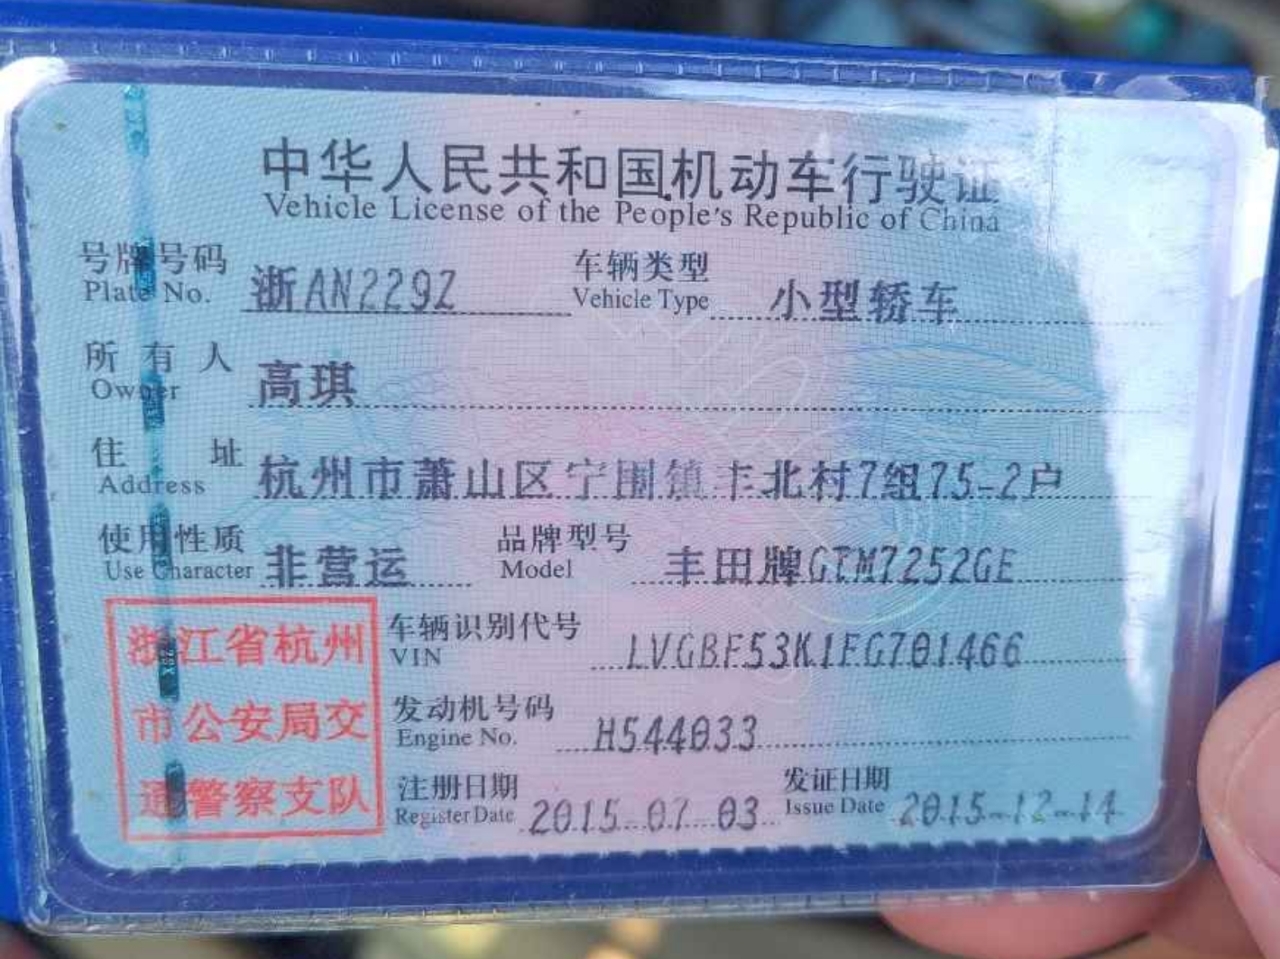 中华人民共和国机动车行驶证
Vehicle License of the People's Republic of China
号牌号码 浙AN229Z 车辆类型 小型轿车
Plate No. Vehicle Type
所有人 高琪
Owner
住址 杭州市萧山区宁围镇丰北村7组75-2户
Address
使用性质 非营运 品牌型号 丰田牌GTM7252GE
Use Character Model
浙江省杭州
市公安局交
通警察支队
车辆识别代号 LVGBF53K1FG701466
VIN
发动机号码 H544033
Engine No.
注册日期 2015-07-03 发证日期 2015-12-14
Register Date Issue Date